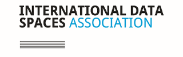 INTERNATIONAL DATA
SPACES ASSOCIATION